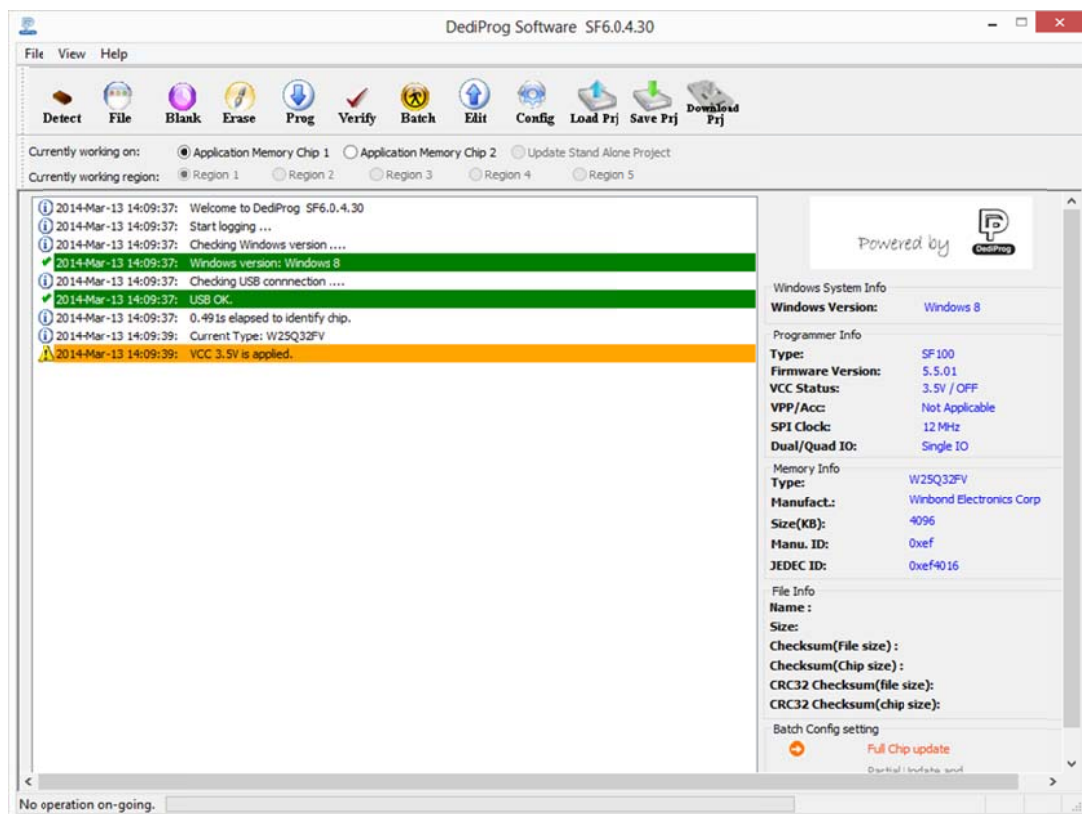 DediProg Software SF6.0.4.30
File View Help
Detect File Blank Erase Prog Verify Batch Edit Config Load Prj Save Prj Download Prj
Currently working on: Application Memory Chip 1 Application Memory Chip 2 Update Stand Alone Project
Currently working region: Region 1 Region 2 Region 3 Region 4 Region 5
2014-Mar-13 14:09:37: Welcome to DediProg SF6.0.4.30
2014-Mar-13 14:09:37: Start logging ...
2014-Mar-13 14:09:37: Checking Windows version ....
2014-Mar-13 14:09:37: Windows version: Windows 8
2014-Mar-13 14:09:37: Checking USB connnection ....
2014-Mar-13 14:09:37: USB OK.
2014-Mar-13 14:09:37: 0.491s elapsed to identify chip.
2014-Mar-13 14:09:39: Current Type: W25Q32FV
2014-Mar-13 14:09:39: VCC 3.5V is applied.
Powered by DediProg
Windows System Info
Windows Version: Windows 8
Programmer Info
Type: SF100
Firmware Version: 5.5.01
VCC Status: 3.5V / OFF
VPP/Acc: Not Applicable
SPI Clock: 12 MHz
Dual/Quad IO: Single IO
Memory Info
Type: W25Q32FV
Manufact.: Winbond Electronics Corp
Size(KB): 4096
Manu. ID: 0xef
JEDEC ID: 0xef4016
File Info
Name :
Size:
Checksum(File size) :
Checksum(Chip size) :
CRC32 Checksum(file size):
CRC32 Checksum(chip size):
Batch Config setting
Full Chip update
Partial Update and
No operation on-going.